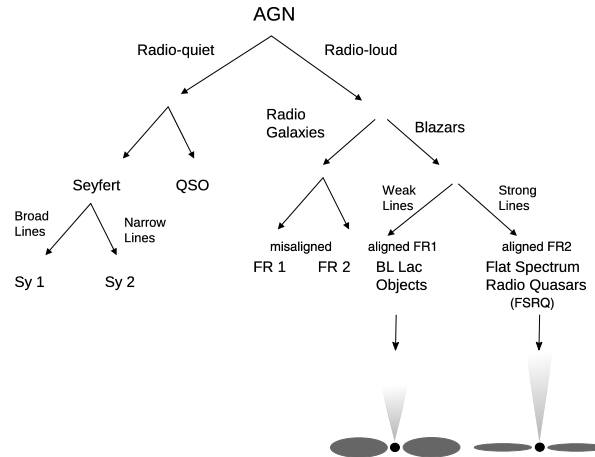 AGN
Radio-quiet
Radio-loud
Radio
Galaxies
Blazars
Seyfert
QSO
Weak
Lines
Strong
Lines
Broad
Lines
Narrow
Lines
misaligned
aligned FR1
aligned FR2
Sy 1
Sy 2
FR 1
FR 2
BL Lac
Objects
Flat Spectrum
Radio Quasars
(FSRQ)